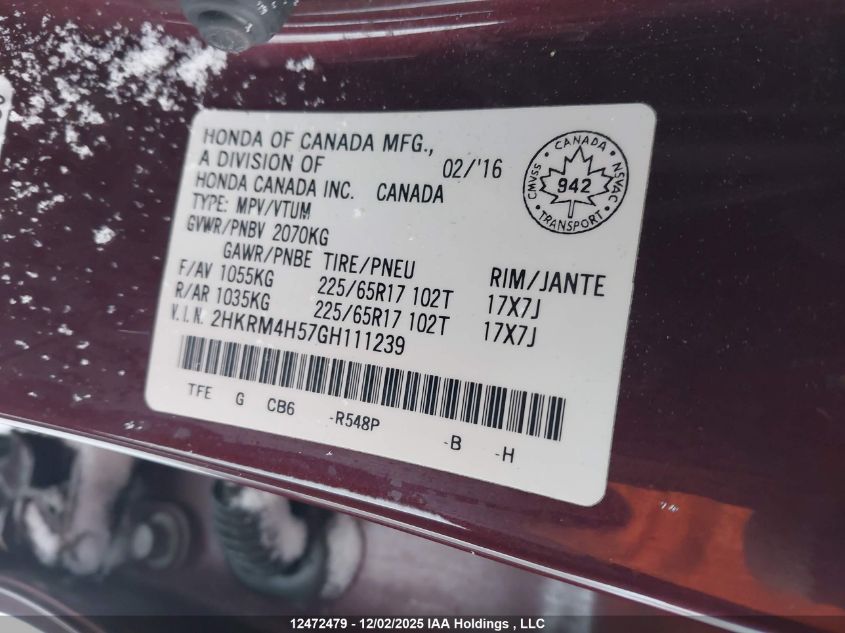 HONDA OF CANADA MFG.,
A DIVISION OF
HONDA CANADA INC. CANADA
02/'16
TYPE: MPV/VTUM
GVWR/PNBV 2070KG
GAWR/PNBE TIRE/PNEU RIM/JANTE
F/AV 1055KG 225/65R17 102T 17X7J
R/AR 1035KG 225/65R17 102T 17X7J
V.I.N. 2HKRM4H57GH111239
TFE G CB6 -R548P -B -H
CANADA
CMVSS 942 NSVAC
TRANSPORT
12472479 - 12/02/2025 IAA Holdings , LLC